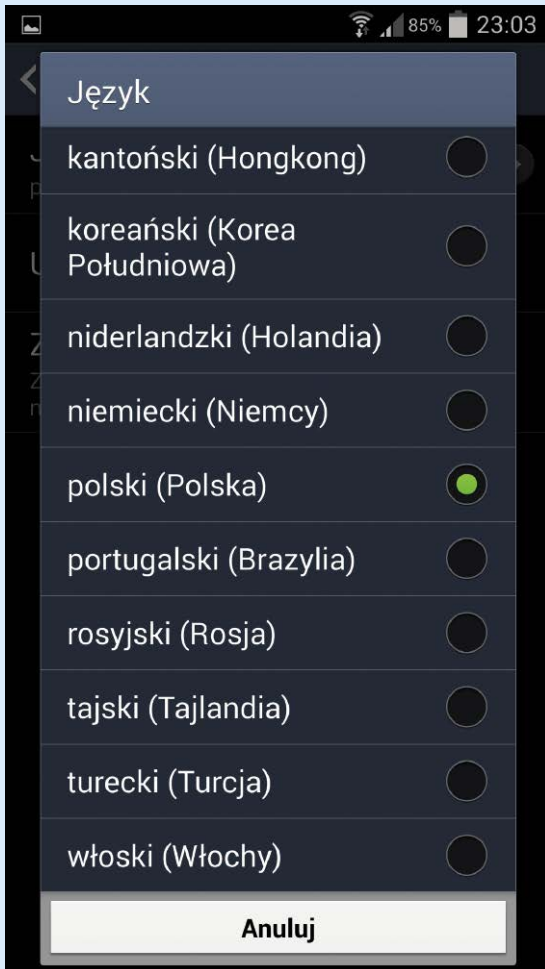 85% 23:03
Język
kantoński (Hongkong)
koreański (Korea
Południowa)
niderlandzki (Holandia)
niemiecki (Niemcy)
polski (Polska)
portugalski (Brazylia)
rosyjski (Rosja)
tajski (Tajlandia)
turecki (Turcja)
włoski (Włochy)
Anuluj